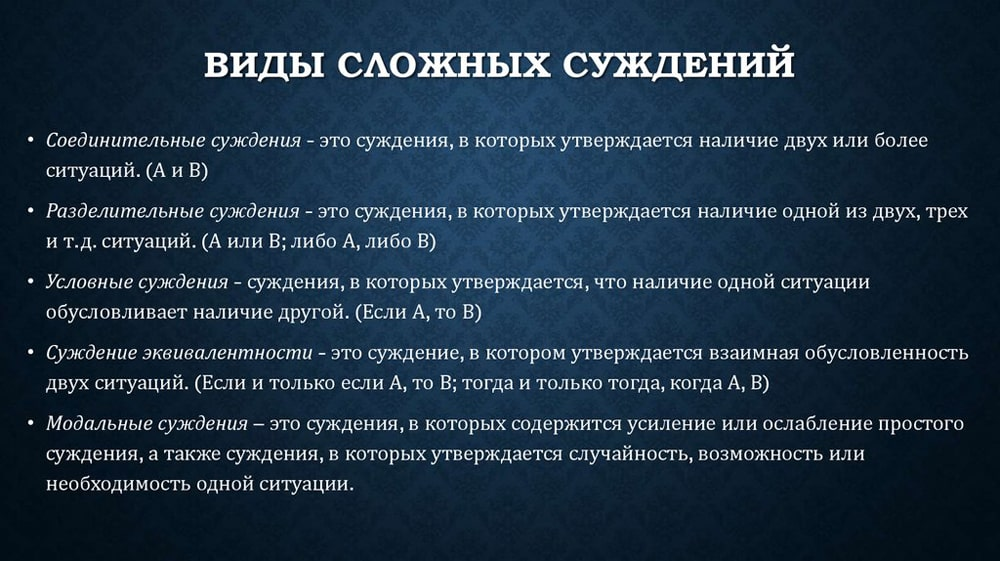 ВИДЫ СЛОЖНЫХ СУЖДЕНИЙ
• Соединительные суждения - это суждения, в которых утверждается наличие двух или более
ситуаций. (А и В)
• Разделительные суждения - это суждения, в которых утверждается наличие одной из двух, трех
и т.д. ситуаций. (А или В; либо А, либо В)
• Условные суждения - суждения, в которых утверждается, что наличие одной ситуации
обусловливает наличие другой. (Если А, то В)
• Суждение эквивалентности - это суждение, в котором утверждается взаимная обусловленность
двух ситуаций. (Если и только если А, то В; тогда и только тогда, когда А, В)
• Модальные суждения – это суждения, в которых содержится усиление или ослабление простого
суждения, а также суждения, в которых утверждается случайность, возможность или
необходимость одной ситуации.